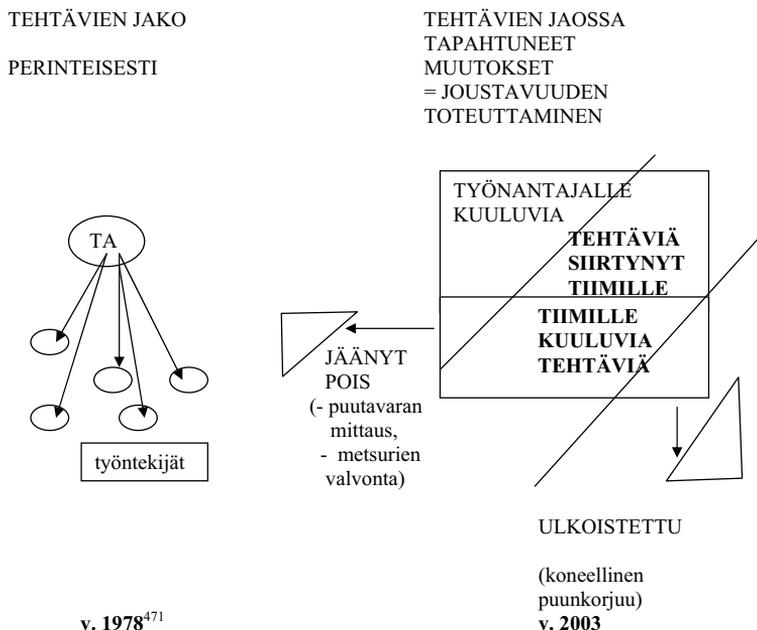 TEHTÄVIEN JAKO
PERINTEISESTI
TEHTÄVIEN JAOSSA
TAPAHTUNEET
MUUTOKSET
= JOUSTAVUUDEN
TOTEUTTAMINEN
TA
työntekijät
TYÖNANTAJALLE
KUULUVIA
TEHTÄVIÄ
SIIRTYNYT
TIIMILLE
TIIMILLE
KUULUVIA
TEHTÄVIÄ
JÄÄNYT
POIS
(- puutavaran
mittaus,
- metsurien
valvonta)
ULKOISTETTU
(koneellinen
puunkorjuu)
v. 1978471
v. 2003